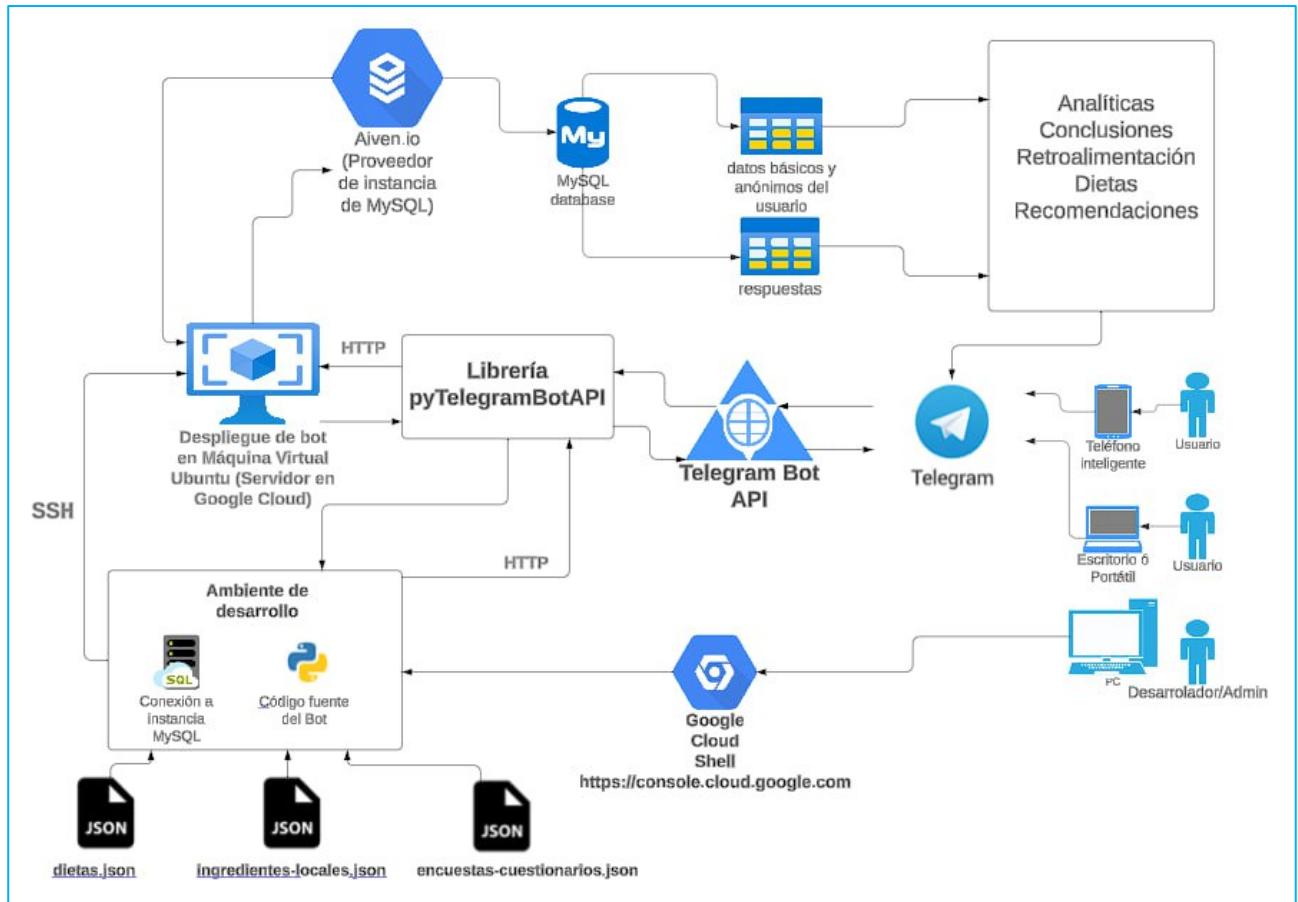 Aiven.io
(Proveedor
de instancia
de MySQL)
My
MySQL
database
datos básicos y
anónimos del
usuario
respuestas
Analíticas
Conclusiones
Retroalimentación
Dietas
Recomendaciones
HTTP
Librería
pyTelegramBotAPI
Despliegue de bot
en Máquina Virtual
Ubuntu (Servidor en
Google Cloud)
Telegram Bot
API
Telegram
Teléfono
inteligente
Usuario
Escritorio ó
Portátil
Usuario
SSH
HTTP
Ambiente de
desarrollo
SQL
Conexión a
instancia
MySQL
Código fuente
del Bot
Google
Cloud
Shell
https://console.cloud.google.com
PC
Desarrolador/Admin
JSON
JSON
JSON
dietas.json
ingredientes-locales.json
encuestas-cuestionarios.json